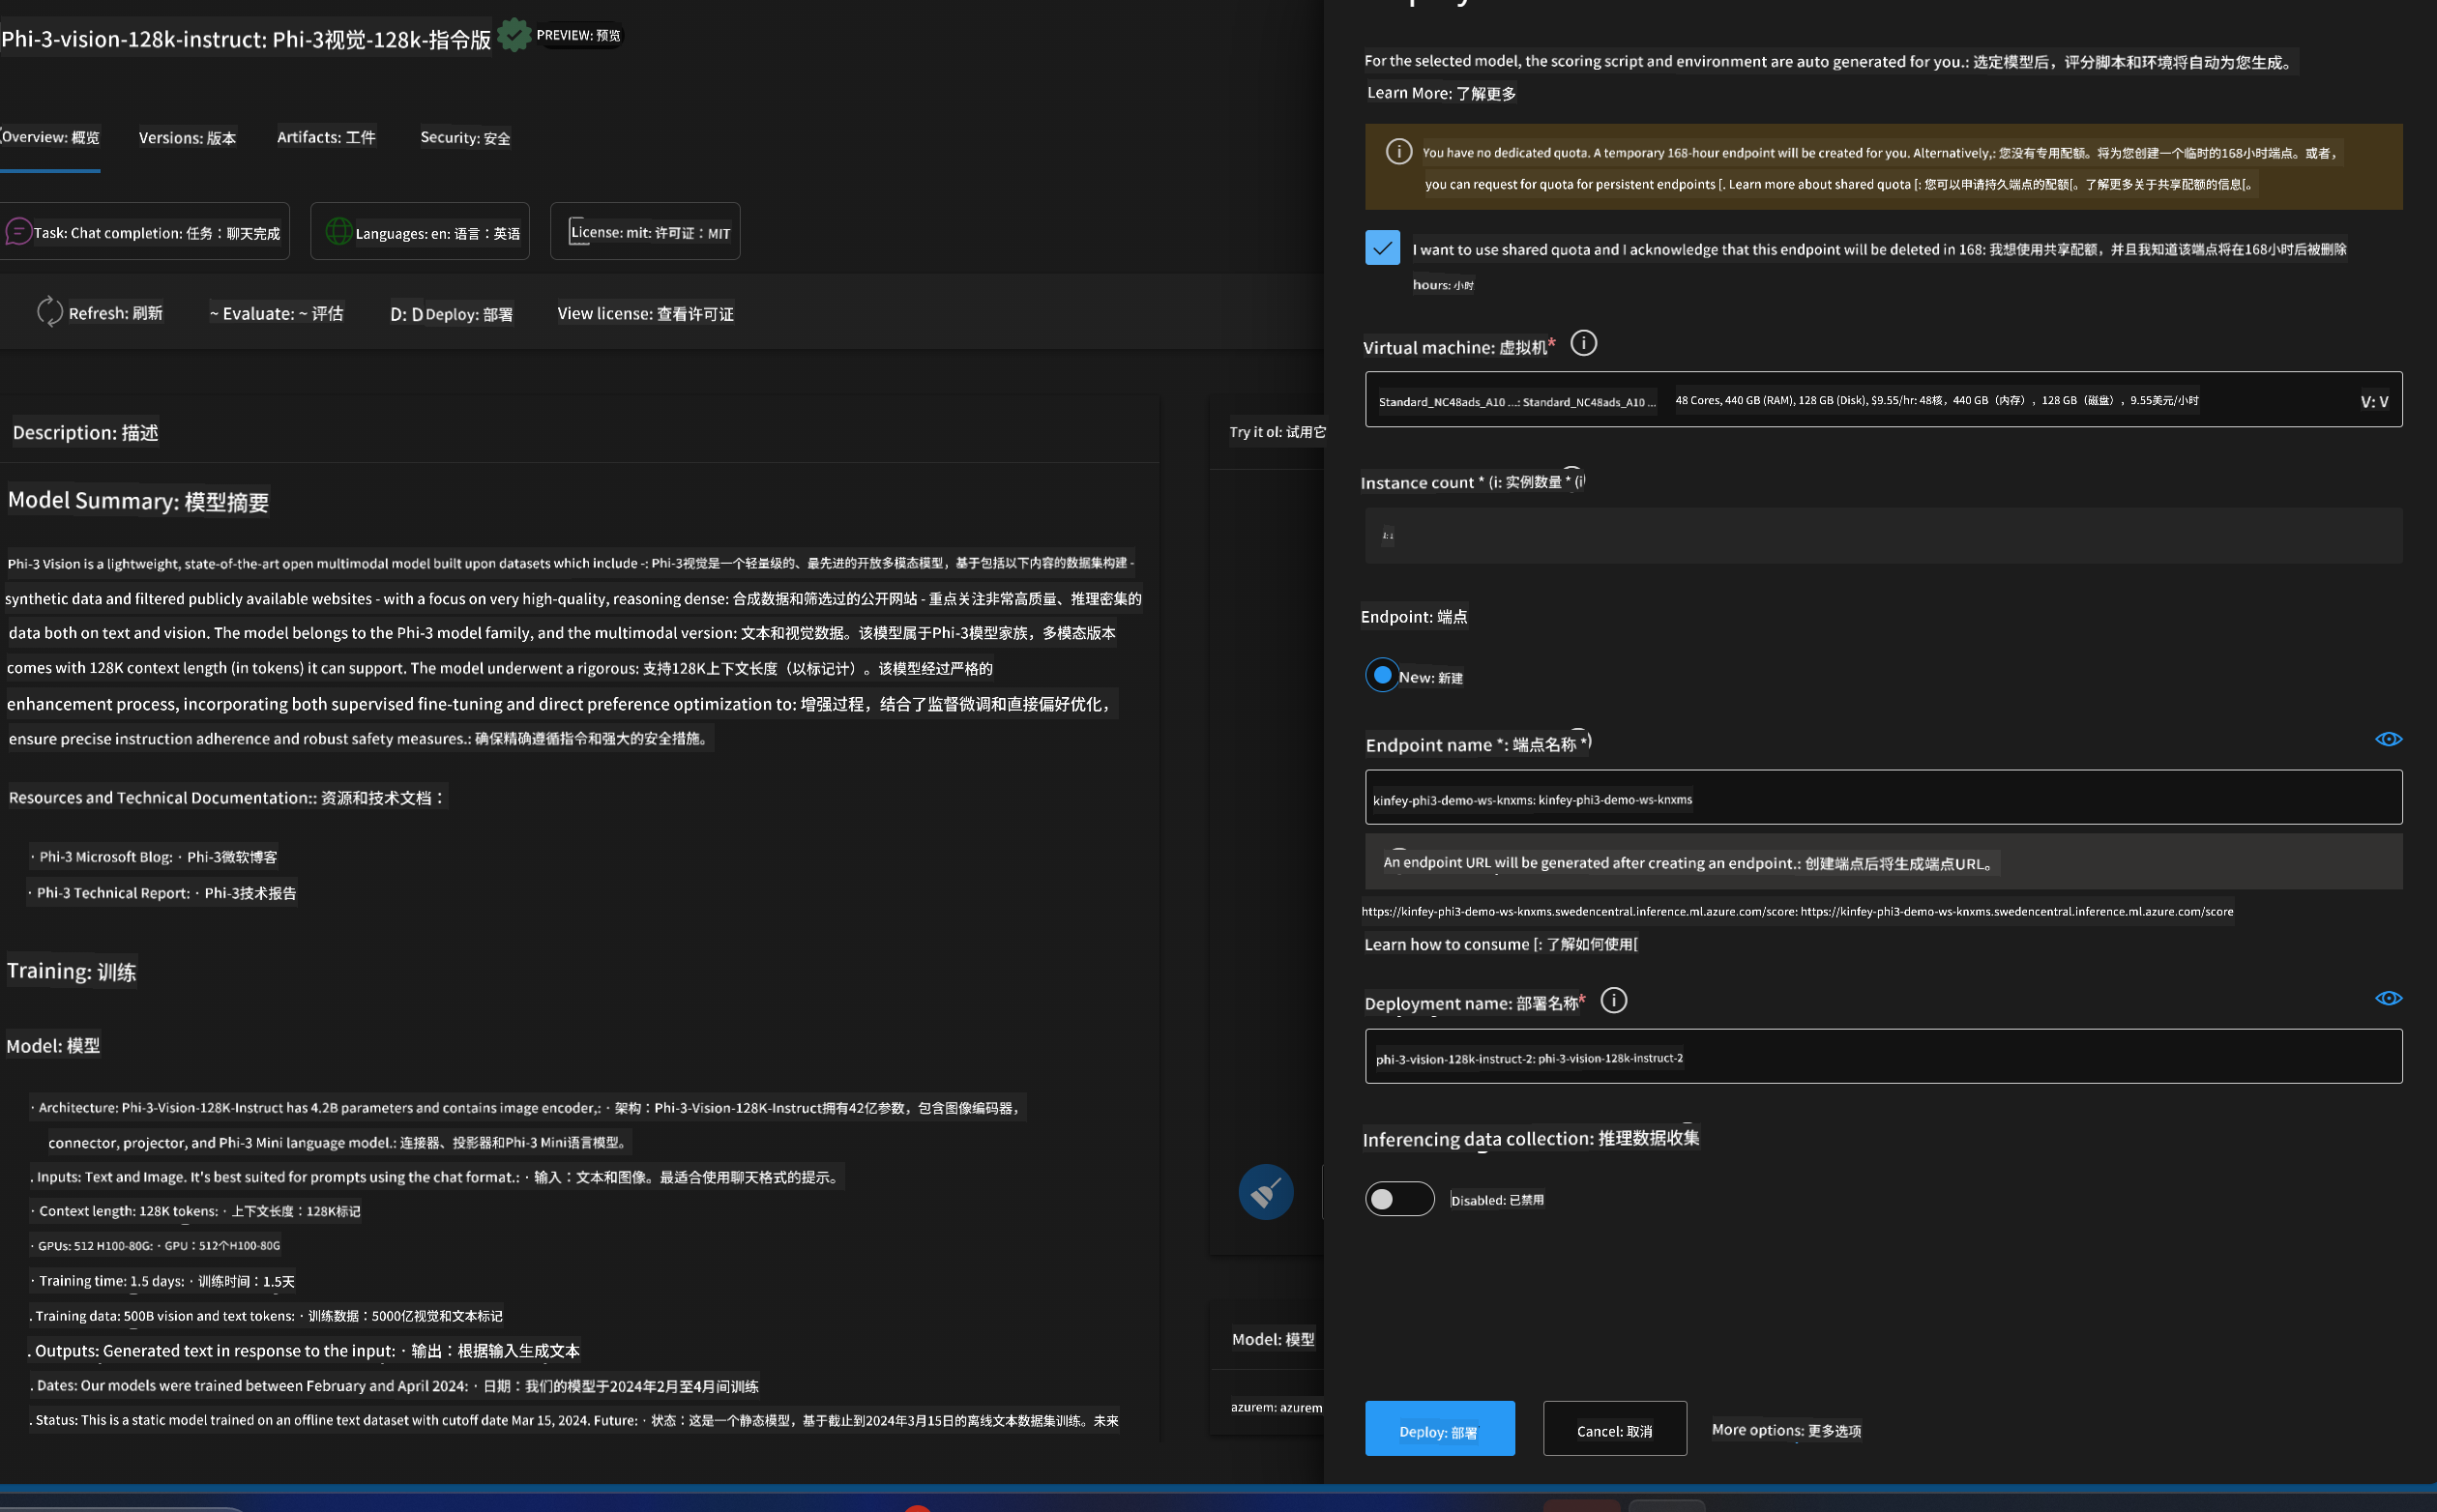 Phi-3-vision-128k-instruct: Phi-3视觉-128k-指令版
PREVIEW: 预览
Overview: 概览
Versions: 版本
Artifacts: 工件
Security: 安全
Task: Chat completion: 任务：聊天完成
Languages: en: 语言：英语
License: mit: 许可证：MIT
Refresh: 刷新
~ Evaluate: ~ 评估
D: D Deploy: 部署
View license: 查看许可证
Description: 描述
Model Summary: 模型摘要
Phi-3 Vision is a lightweight, state-of-the-art open multimodal model built upon datasets which include -: Phi-3视觉是一个轻量级的、最先进的开放多模态模型，基于包括以下内容的数据集构建 -
synthetic data and filtered publicly available websites - with a focus on very high-quality, reasoning dense: 合成数据和筛选过的公开网站 - 重点关注非常高质量、推理密集的
data both on text and vision. The model belongs to the Phi-3 model family, and the multimodal version: 文本和视觉数据。该模型属于Phi-3模型家族，多模态版本
comes with 128K context length (in tokens) it can support. The model underwent a rigorous: 支持128K上下文长度（以标记计）。该模型经过严格的
enhancement process, incorporating both supervised fine-tuning and direct preference optimization to: 增强过程，结合了监督微调和直接偏好优化，
ensure precise instruction adherence and robust safety measures.: 确保精确遵循指令和强大的安全措施。
Resources and Technical Documentation:: 资源和技术文档：
· Phi-3 Microsoft Blog: · Phi-3微软博客
· Phi-3 Technical Report: · Phi-3技术报告
Training: 训练
Model: 模型
· Architecture: Phi-3-Vision-128K-Instruct has 4.2B parameters and contains image encoder,: · 架构：Phi-3-Vision-128K-Instruct拥有42亿参数，包含图像编码器，
connector, projector, and Phi-3 Mini language model.: 连接器、投影器和Phi-3 Mini语言模型。
. Inputs: Text and Image. It's best suited for prompts using the chat format.: · 输入：文本和图像。最适合使用聊天格式的提示。
· Context length: 128K tokens: · 上下文长度：128K标记
· GPUs: 512 H100-80G: · GPU：512个H100-80G
· Training time: 1.5 days: · 训练时间：1.5天
. Training data: 500B vision and text tokens: · 训练数据：5000亿视觉和文本标记
. Outputs: Generated text in response to the input: · 输出：根据输入生成文本
. Dates: Our models were trained between February and April 2024: · 日期：我们的模型于2024年2月至4月间训练
. Status: This is a static model trained on an offline text dataset with cutoff date Mar 15, 2024. Future: · 状态：这是一个静态模型，基于截止到2024年3月15日的离线文本数据集训练。未来
Try it ol: 试用它
Model: 模型
azurem: azurem
For the selected model, the scoring script and environment are auto generated for you.: 选定模型后，评分脚本和环境将自动为您生成。
Learn More: 了解更多
You have no dedicated quota. A temporary 168-hour endpoint will be created for you. Alternatively,: 您没有专用配额。将为您创建一个临时的168小时端点。或者，
you can request for quota for persistent endpoints [. Learn more about shared quota [: 您可以申请持久端点的配额[。了解更多关于共享配额的信息[。
I want to use shared quota and I acknowledge that this endpoint will be deleted in 168: 我想使用共享配额，并且我知道该端点将在168小时后被删除
hours: 小时
Virtual machine: 虚拟机*
Standard_NC48ads_A10 ...: Standard_NC48ads_A10 ...
48 Cores, 440 GB (RAM), 128 GB (Disk), $9.55/hr: 48核，440 GB（内存），128 GB（磁盘），9.55美元/小时
V: V
Instance count * (i: 实例数量 * (i
Endpoint: 端点
New: 新建
Endpoint name *: 端点名称 *
kinfey-phi3-demo-ws-knxms: kinfey-phi3-demo-ws-knxms
An endpoint URL will be generated after creating an endpoint.: 创建端点后将生成端点URL。
https://kinfey-phi3-demo-ws-knxms.swedencentral.inference.ml.azure.com/score: https://kinfey-phi3-demo-ws-knxms.swedencentral.inference.ml.azure.com/score
Learn how to consume [: 了解如何使用[
Deployment name: 部署名称*
phi-3-vision-128k-instruct-2: phi-3-vision-128k-instruct-2
Inferencing data collection: 推理数据收集
Disabled: 已禁用
Deploy: 部署
Cancel: 取消
More options: 更多选项